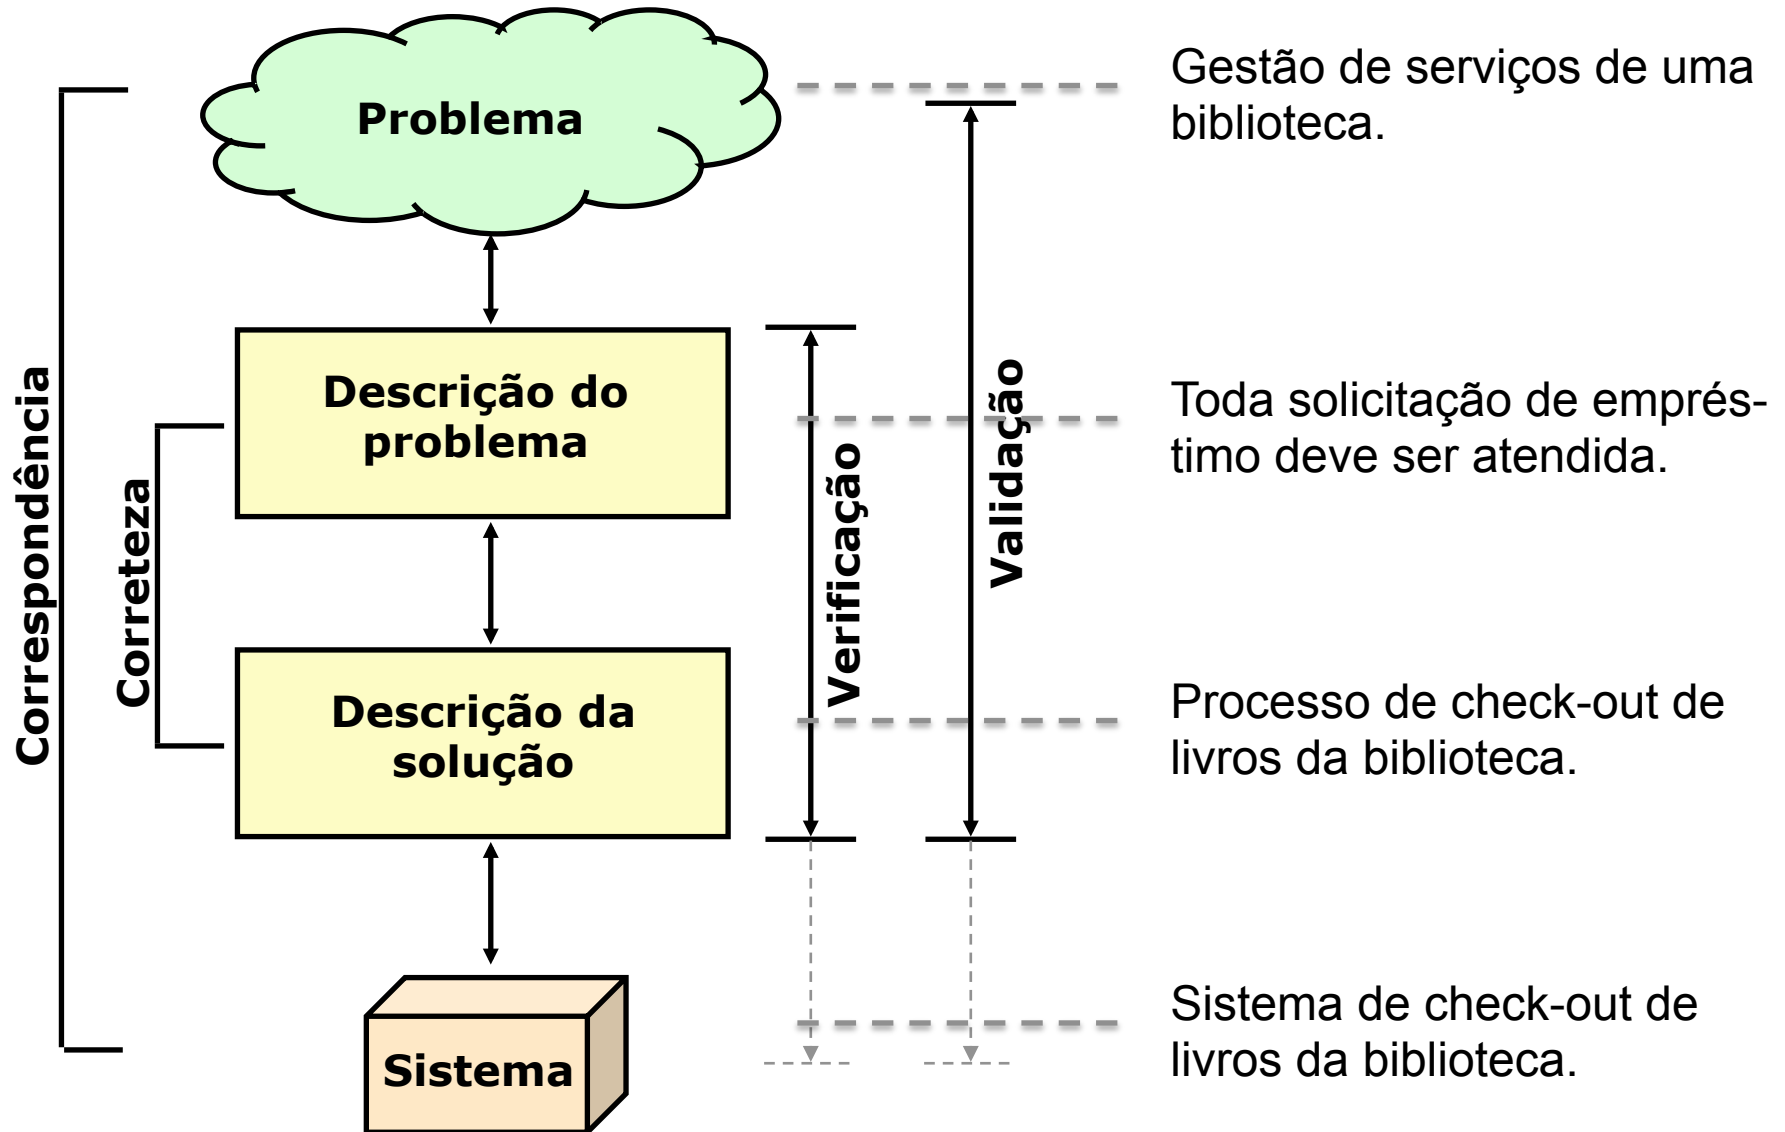 Problema
Gestão de serviços de uma
biblioteca.
Correspondência
Correteza
Descrição do
problema
Verificação
Validação
Toda solicitação de emprés-
timo deve ser atendida.
Descrição da
solução
Processo de check-out de
livros da biblioteca.
Sistema
Sistema de check-out de
livros da biblioteca.